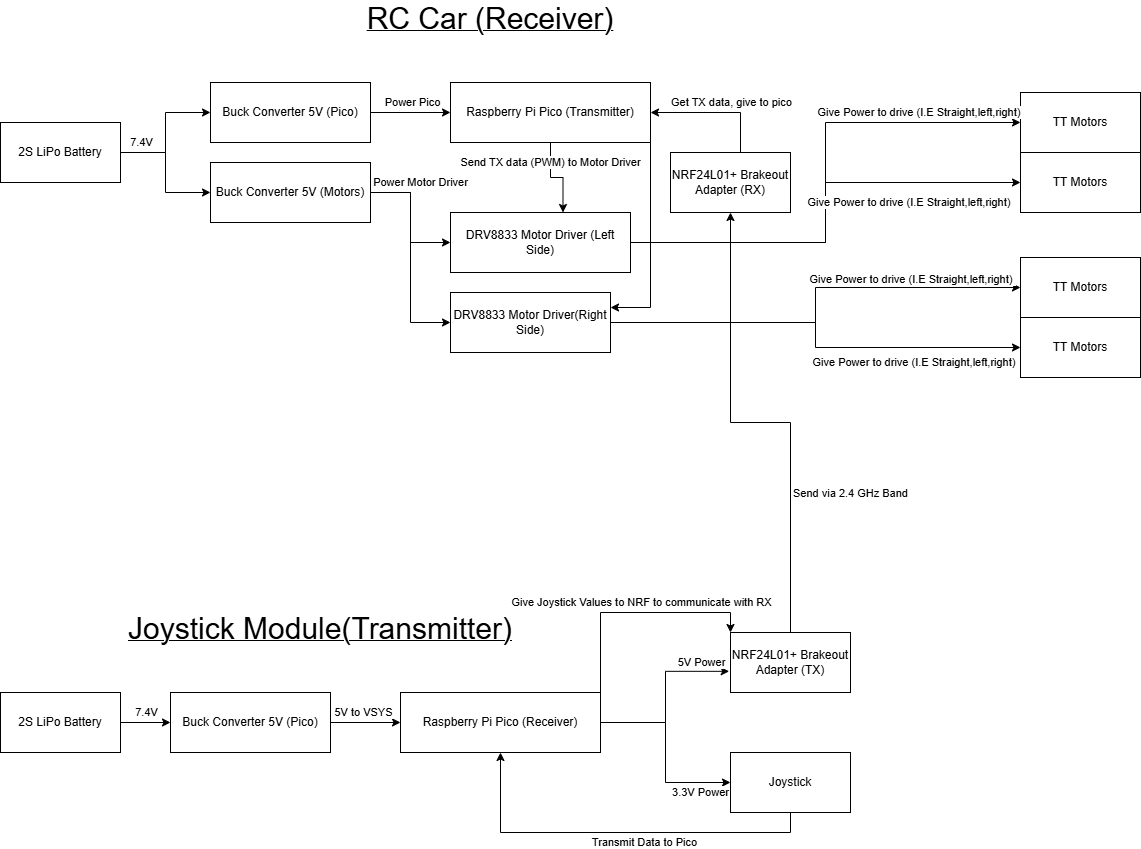 RC Car (Receiver)
Buck Converter 5V (Pico)
Power Pico
Raspberry Pi Pico (Transmitter)
Get TX data, give to pico
Give Power to drive (I.E Straight,left,right)
TT Motors
2S LiPo Battery
7.4V
Send TX data (PWM) to Motor Driver
NRF24L01+ Brakeout
Adapter (RX)
Buck Converter 5V (Motors)
Power Motor Driver
TT Motors
Give Power to drive (I.E Straight,left,right)
DRV8833 Motor Driver (Left
Side)
Give Power to drive (I.E Straight,left,right)
TT Motors
DRV8833 Motor Driver(Right
Side)
TT Motors
Give Power to drive (I.E Straight,left,right)
Send via 2.4 GHz Band
Joystick Module(Transmitter)
Give Joystick Values to NRF to communicate with RX
NRF24L01+ Brakeout
Adapter (TX)
5V Power
2S LiPo Battery
7.4V
Buck Converter 5V (Pico)
5V to VSYS
Raspberry Pi Pico (Receiver)
Joystick
3.3V Power
Transmit Data to Pico